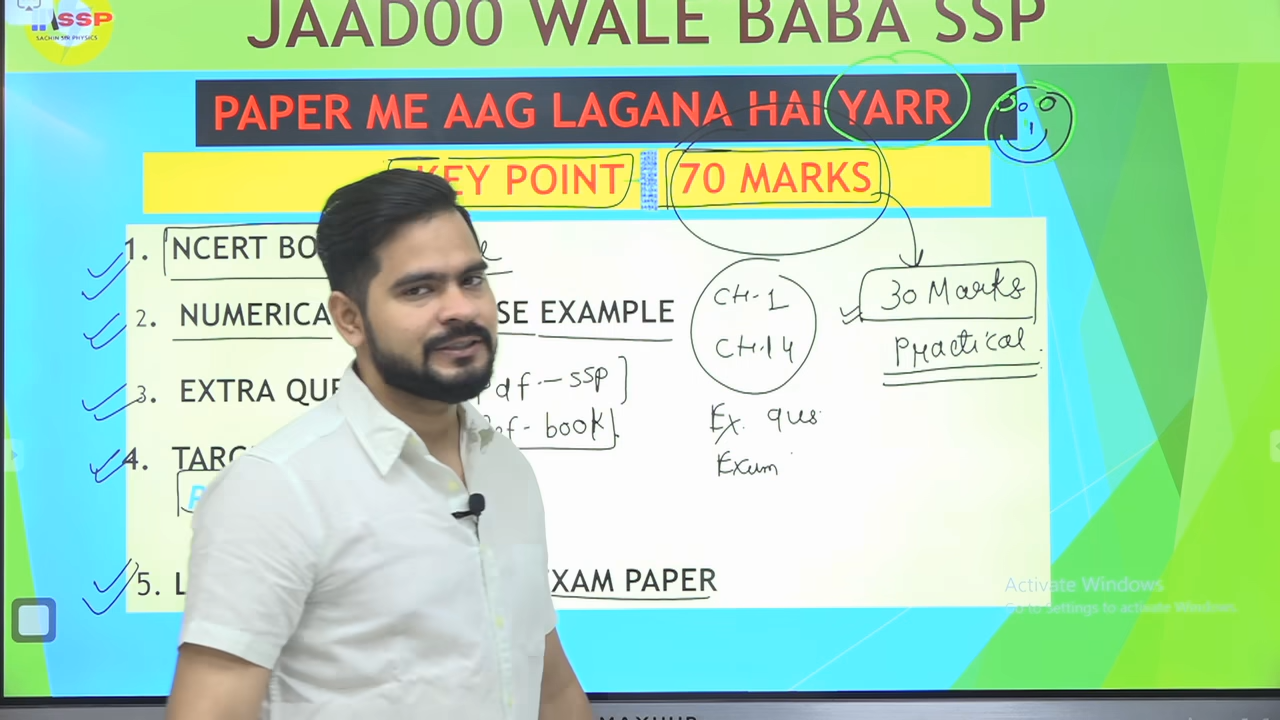 SSP
SACHIN SIR PHYSICS
JAADOO WALE BABA SSP
PAPER ME AAG LAGANA HAI YARR
KEY POINT 70 MARKS
1. NCERT BO
2. NUMERICA SE EXAMPLE
3. EXTRA QUE Pdf - SSP
ef - book
4. TARG
5. L EXAM PAPER
CH-1
CH-14
Ex. ques
Exam
30 Marks
Practical
Activate Windows
Go to Settings to activate Windows.